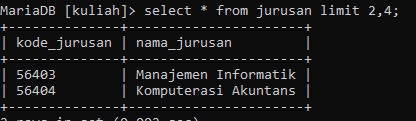 MariaDB [kuliah]> select * from jurusan limit 2,4;
+--------------+----------------------+
| kode_jurusan | nama_jurusan         |
+--------------+----------------------+
| 56403        | Manajemen Informatik |
| 56404        | Komputerasi Akuntans |
+--------------+----------------------+